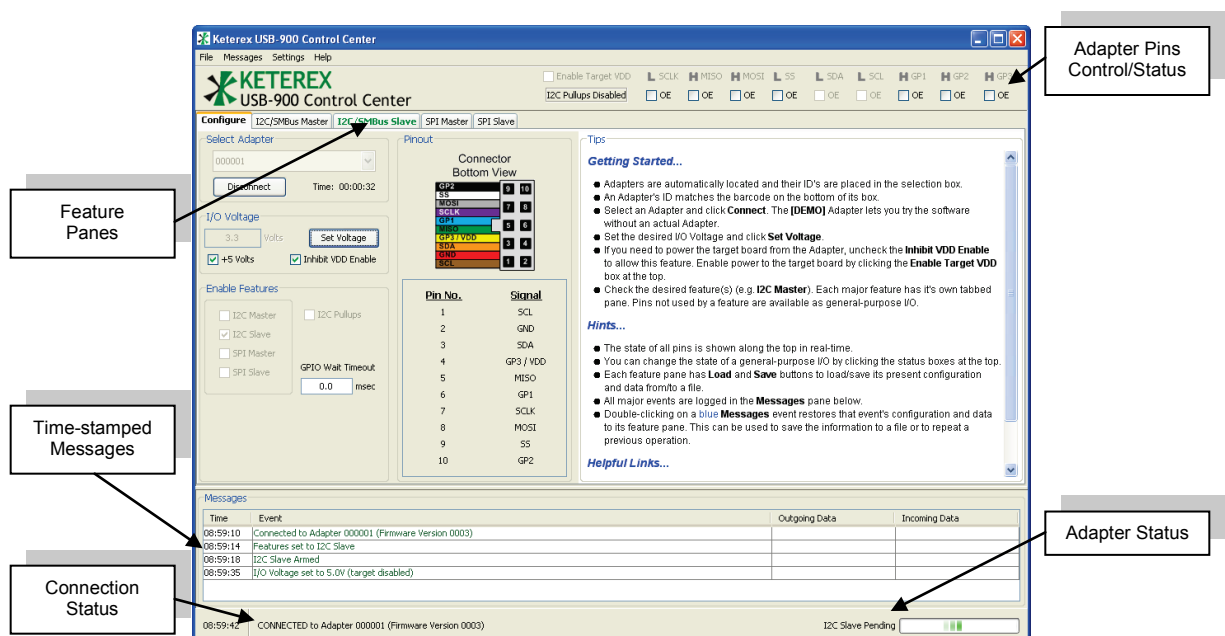 Keterex USB-900 Control Center
File Messages Settings Help
KETEREX
USB-900 Control Center
Enable Target VDD L SCLK H MISO H MOSI L SS L SDA L SCL H GP1 H GP2 H GP3
I2C Pullups Disabled OE OE OE OE OE OE OE OE OE
Adapter Pins
Control/Status
Configure I2C/SMBus Master I2C/SMBus Slave SPI Master SPI Slave
Select Adapter
000001
Disconnect Time: 00:00:32
I/O Voltage
3.3 Volts Set Voltage
+5 Volts Inhibit VDD Enable
Enable Features
I2C Master I2C Pullups
I2C Slave
SPI Master
SPI Slave
GPIO Wait Timeout
0.0 msec
Pinout
Connector
Bottom View
GP2
SS
MOSI
SCLK
GP1
MISO
GP3 / VDD
SDA
GND
SCL
9 10
7 8
5 6
3 4
1 2
Pin No. Signal
1 SCL
2 GND
3 SDA
4 GP3 / VDD
5 MISO
6 GP1
7 SCLK
8 MOSI
9 SS
10 GP2
Tips
Getting Started...
Adapters are automatically located and their ID's are placed in the selection box.
An Adapter's ID matches the barcode on the bottom of its box.
Select an Adapter and click Connect. The [DEMO] Adapter lets you try the software
without an actual Adapter.
Set the desired I/O Voltage and click Set Voltage.
If you need to power the target board from the Adapter, uncheck the Inhibit VDD Enable
to allow this feature. Enable power to the target board by clicking the Enable Target VDD
box at the top.
Check the desired feature(s) (e.g. I2C Master). Each major feature has it's own tabbed
pane. Pins not used by a feature are available as general-purpose I/O.
Hints...
The state of all pins is shown along the top in real-time.
You can change the state of a general-purpose I/O by clicking the status boxes at the top.
Each feature pane has Load and Save buttons to load/save its present configuration
and data from/to a file.
All major events are logged in the Messages pane below.
Double-clicking on a blue Messages event restores that event's configuration and data
to its feature pane. This can be used to save the information to a file or to repeat a
previous operation.
Helpful Links...
Feature
Panes
Time-stamped
Messages
Connection
Status
Adapter Status
Messages
Time Event Outgoing Data Incoming Data
08:59:10 Connected to Adapter 000001 (Firmware Version 0003)
08:59:14 Features set to I2C Slave
08:59:18 I2C Slave Armed
08:59:35 I/O Voltage set to 5.0V (target disabled)
08:59:42 CONNECTED to Adapter 000001 (Firmware Version 0003) I2C Slave Pending